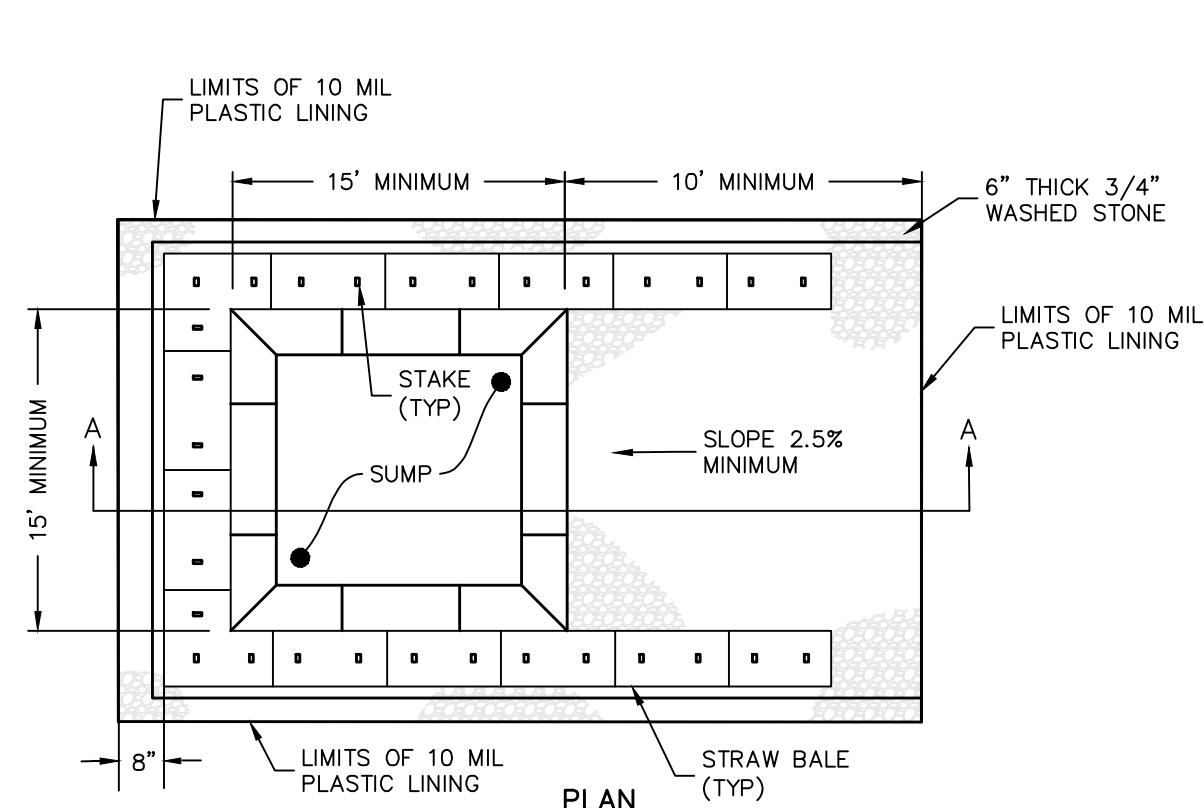 LIMITS OF 10 MIL
PLASTIC LINING
15' MINIMUM
10' MINIMUM
6" THICK 3/4"
WASHED STONE
LIMITS OF 10 MIL
PLASTIC LINING
STAKE
(TYP)
A
A
SLOPE 2.5%
MINIMUM
15' MINIMUM
SUMP
8"
LIMITS OF 10 MIL
PLASTIC LINING
STRAW BALE
(TYP)
PLAN